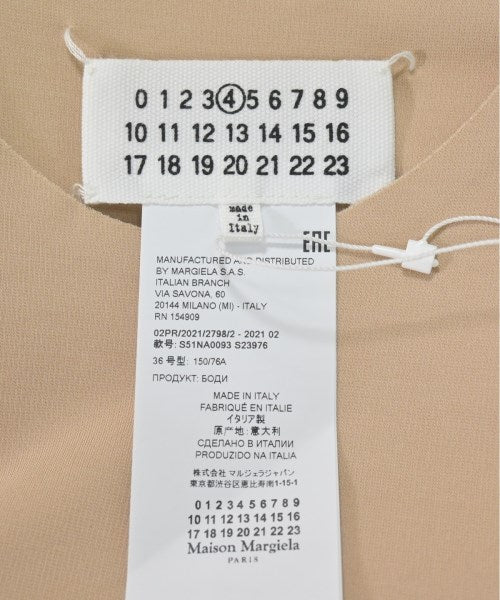 0 1 2 3 4 5 6 7 8 9
10 11 12 13 14 15 16
17 18 19 20 21 22 23
made
in
Italy
EAC
MANUFACTURED AND DISTRIBUTED
BY MARGIELA S.A.S.
ITALIAN BRANCH
VIA SAVONA, 60
20144 MILANO (MI) - ITALY
RN 154909
02PR/2021/2798/2 - 2021 02
款号: S51NA0093 S23976
36 号型: 150/76A
ПРОДУКТ: БОДИ
MADE IN ITALY
FABRIQUÉ EN ITALIE
イタリア製
原产地:意大利
СДЕЛАНО В ИТАЛИИ
PRODUZIDO NA ITALIA
株式会社 マルジェラジャパン
東京都渋谷区恵比寿南1-15-1
0 1 2 3 4 5 6 7 8 9
10 11 12 13 14 15 16
17 18 19 20 21 22 23
Maison Margiela
PARIS